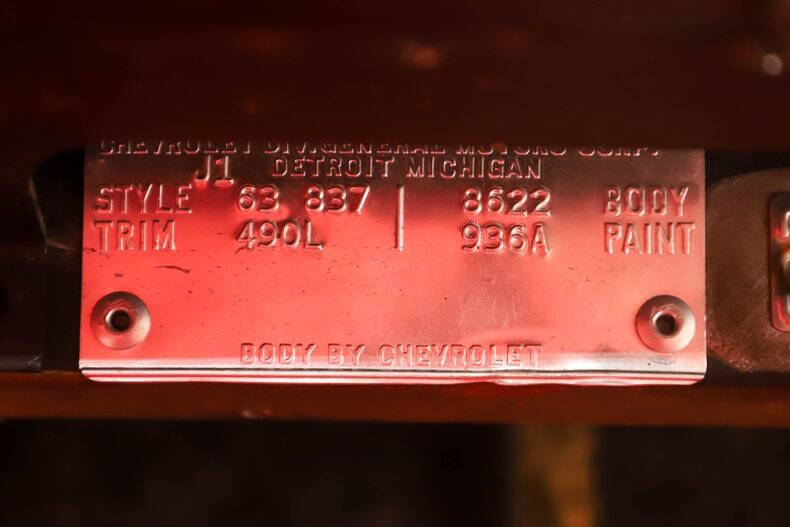 CHEVROLET DIV. GENERAL MOTORS CORP.
J1 DETROIT MICHIGAN
STYLE 63 837 | 8622 BODY
TRIM 490L | 936A PAINT
BODY BY CHEVROLET